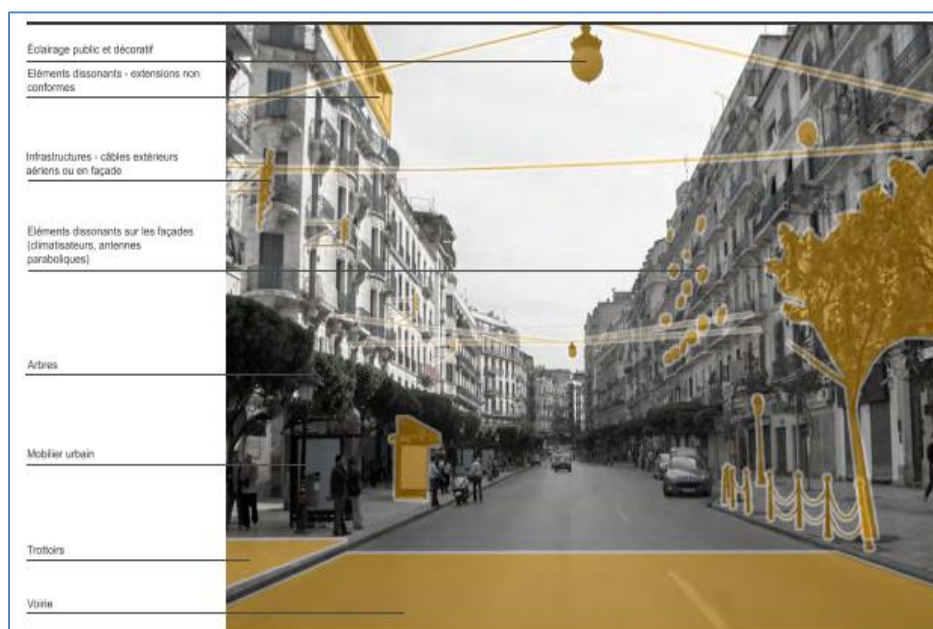 Éclairage public et décoratif
Eléments dissonants - extensions non
conformes
Infrastructures - câbles extérieurs
aériens ou en façade
Eléments dissonants sur les façades
(climatisateurs, antennes
paraboliques)
Arbres
Mobilier urbain
Trottoirs
Voirie